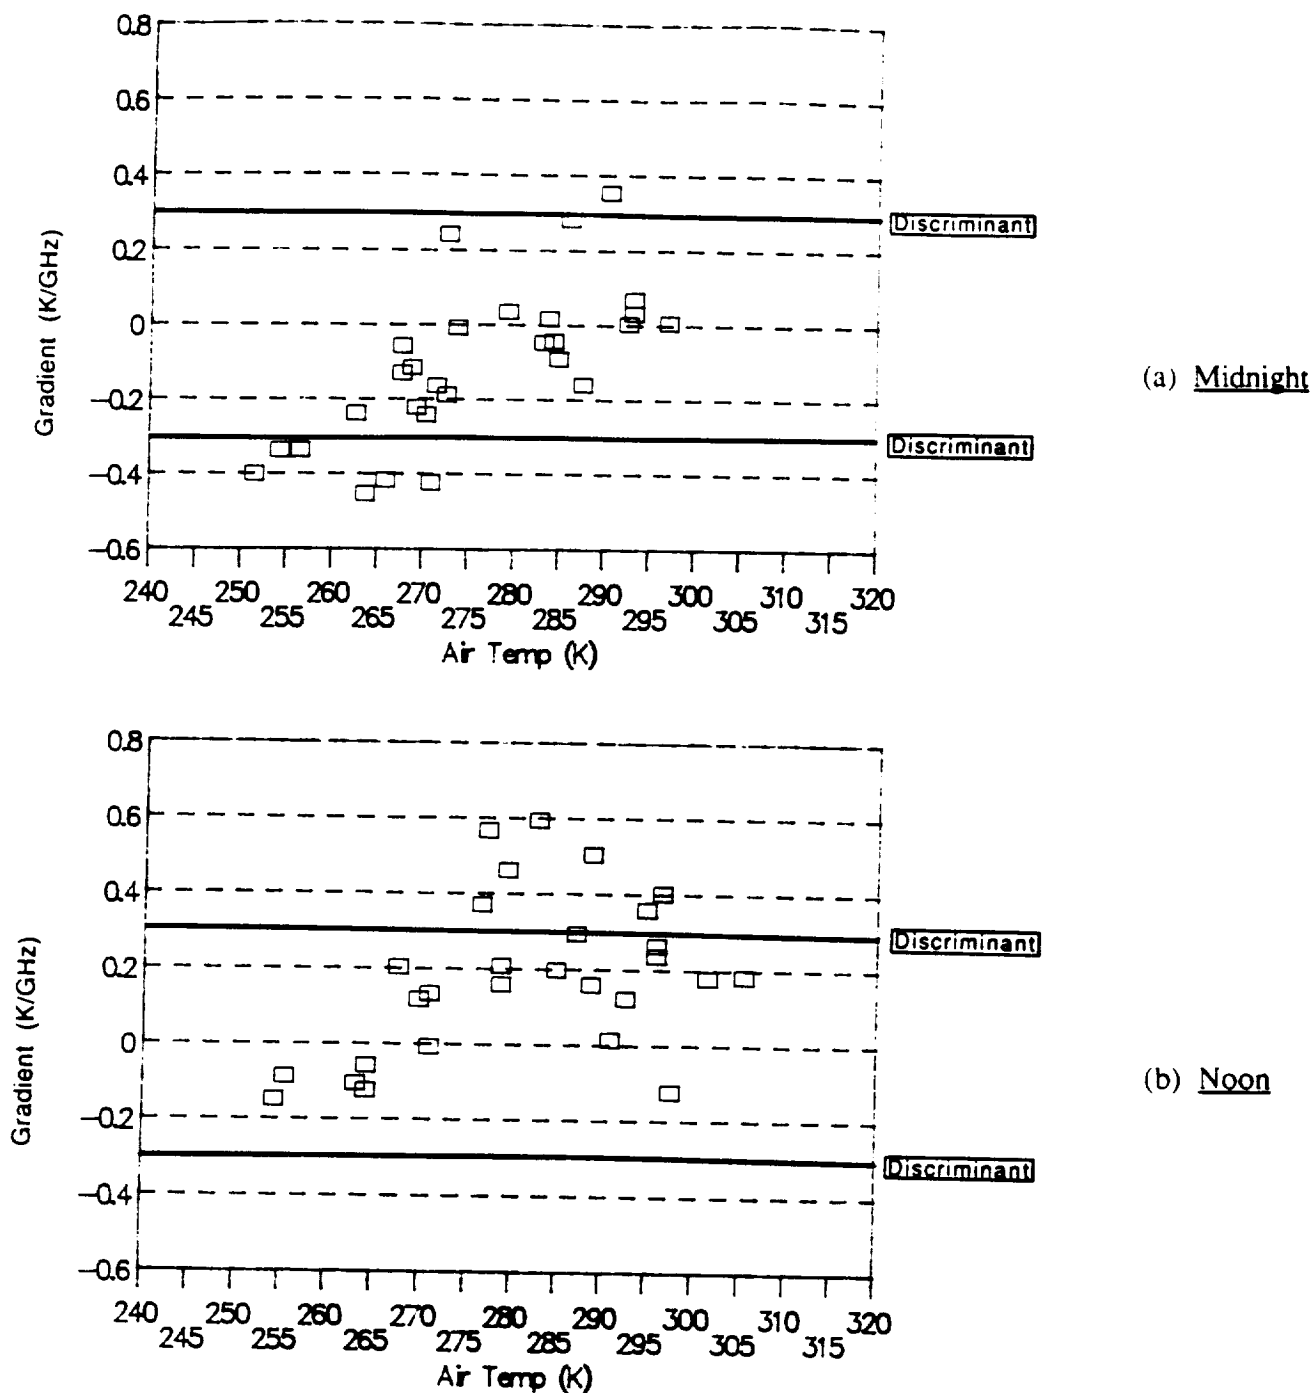 0.8
0.6
0.4
0.2
0
−0.2
−0.4
−0.6
Gradient (K/GHz)
Discriminant
Discriminant
(a) Midnight
240 250 260 270 280 290 300 310 320
245 255 265 275 285 295 305 315
Air Temp (K)
0.8
0.6
0.4
0.2
0
−0.2
−0.4
−0.6
Gradient (K/GHz)
Discriminant
Discriminant
(b) Noon
240 250 260 270 280 290 300 310 320
245 255 265 275 285 295 305 315
Air Temp (K)